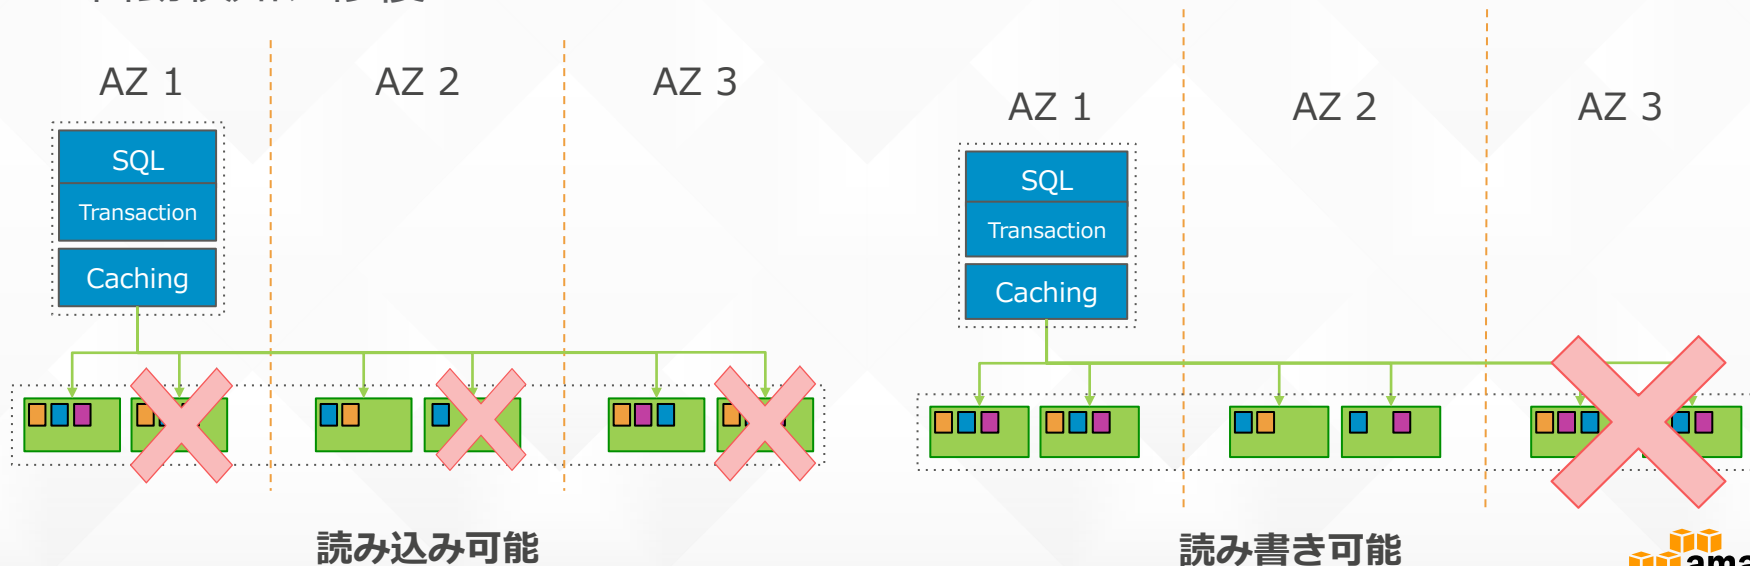 AZ 1
AZ 2
AZ 3
SQL
Transaction
Caching
読み込み可能
AZ 1
AZ 2
AZ 3
SQL
Transaction
Caching
読み書き可能
ama